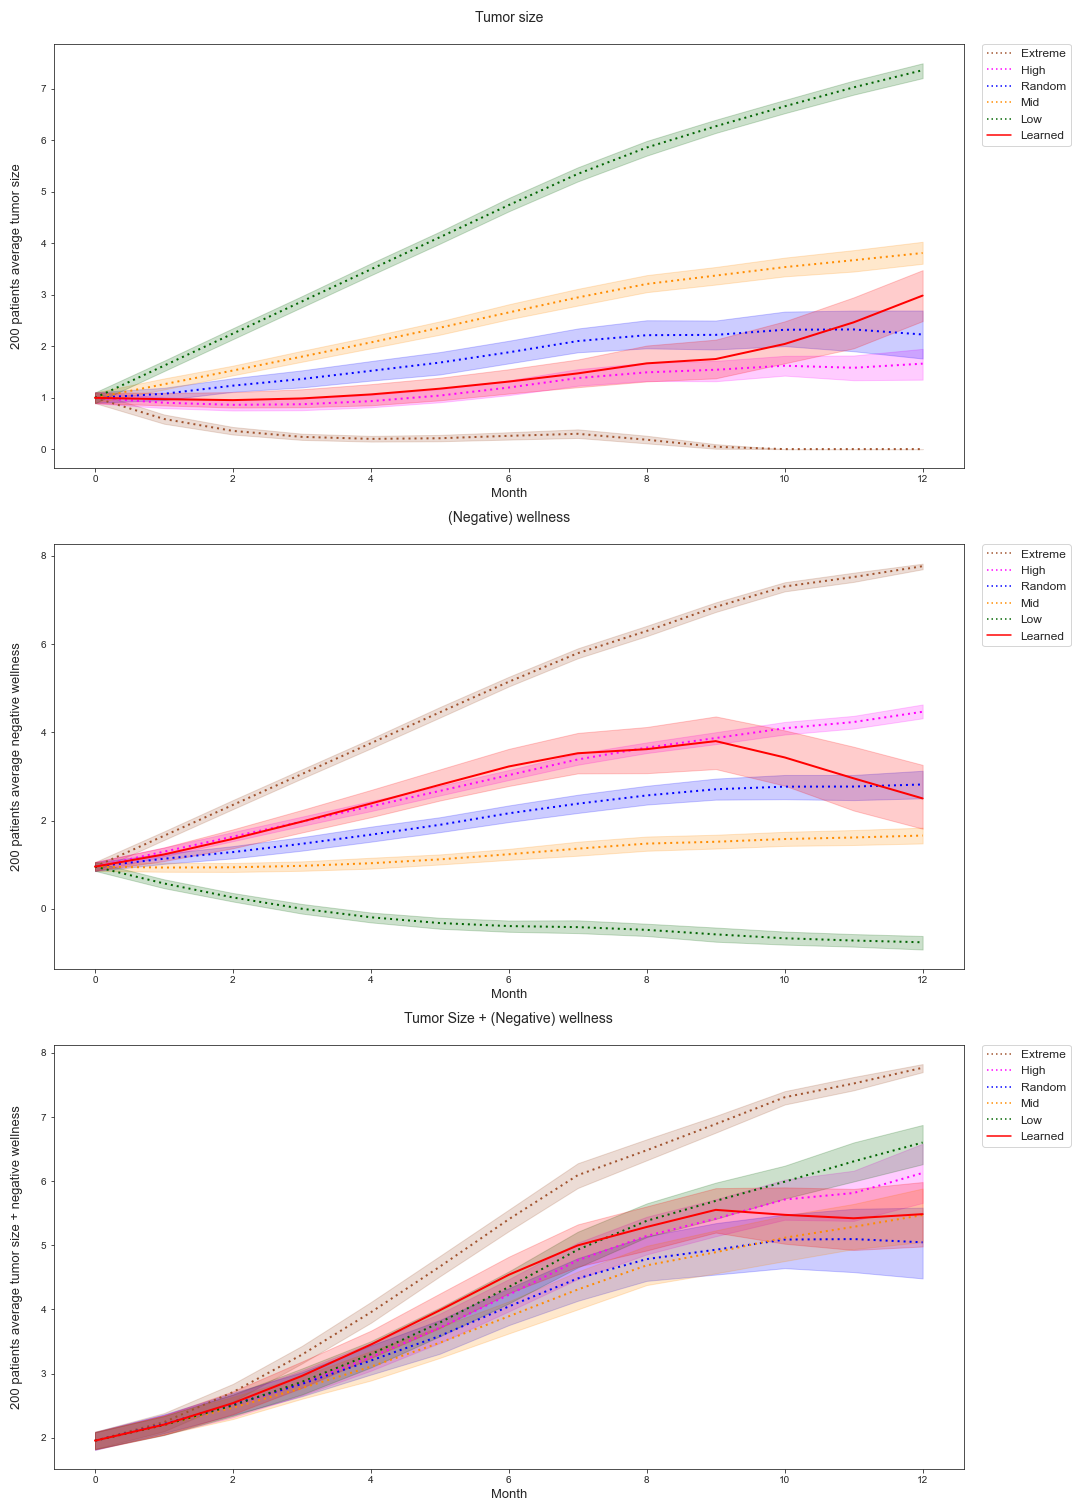 Tumor size
200 patients average tumor size
7
6
5
4
3
2
1
0
0 2 4 6 8 10 12
Month
Extreme
High
Random
Mid
Low
Learned
(Negative) wellness
200 patients average negative wellness
8
6
4
2
0
0 2 4 6 8 10 12
Month
Extreme
High
Random
Mid
Low
Learned
Tumor Size + (Negative) wellness
200 patients average tumor size + negative wellness
8
7
6
5
4
3
2
0 2 4 6 8 10 12
Month
Extreme
High
Random
Mid
Low
Learned